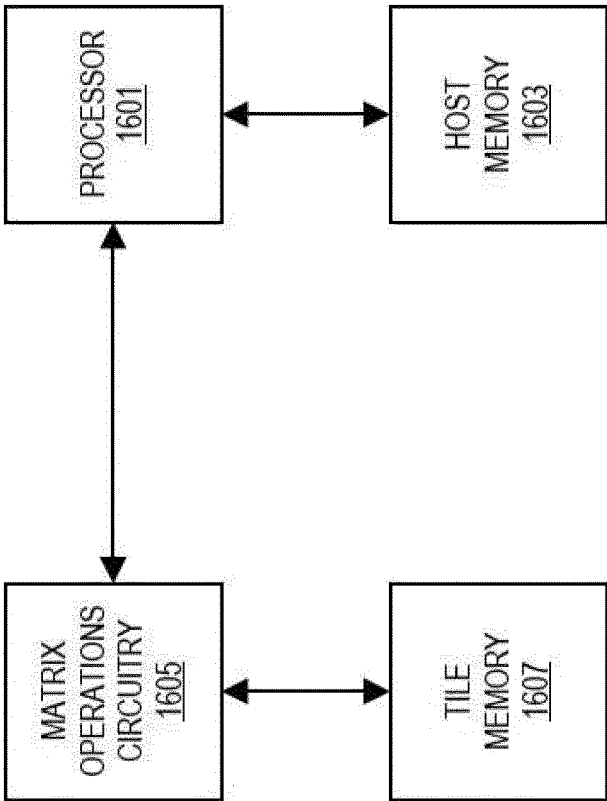 PROCESSOR
1601
HOST
MEMORY
1603
MATRIX
OPERATIONS
CIRCUITRY
1605
TILE
MEMORY
1607